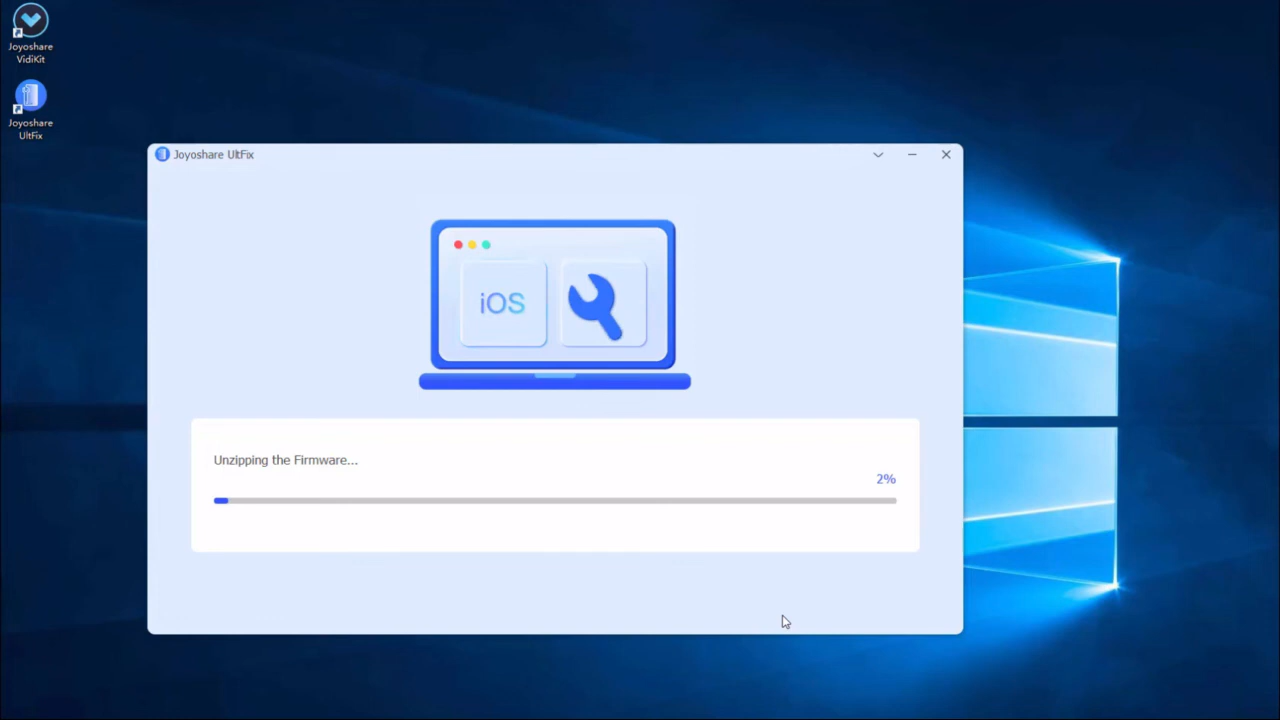 Joyoshare
VidiKit
Joyoshare
UltFix
Joyoshare UltFix
iOS
Unzipping the Firmware...
2%